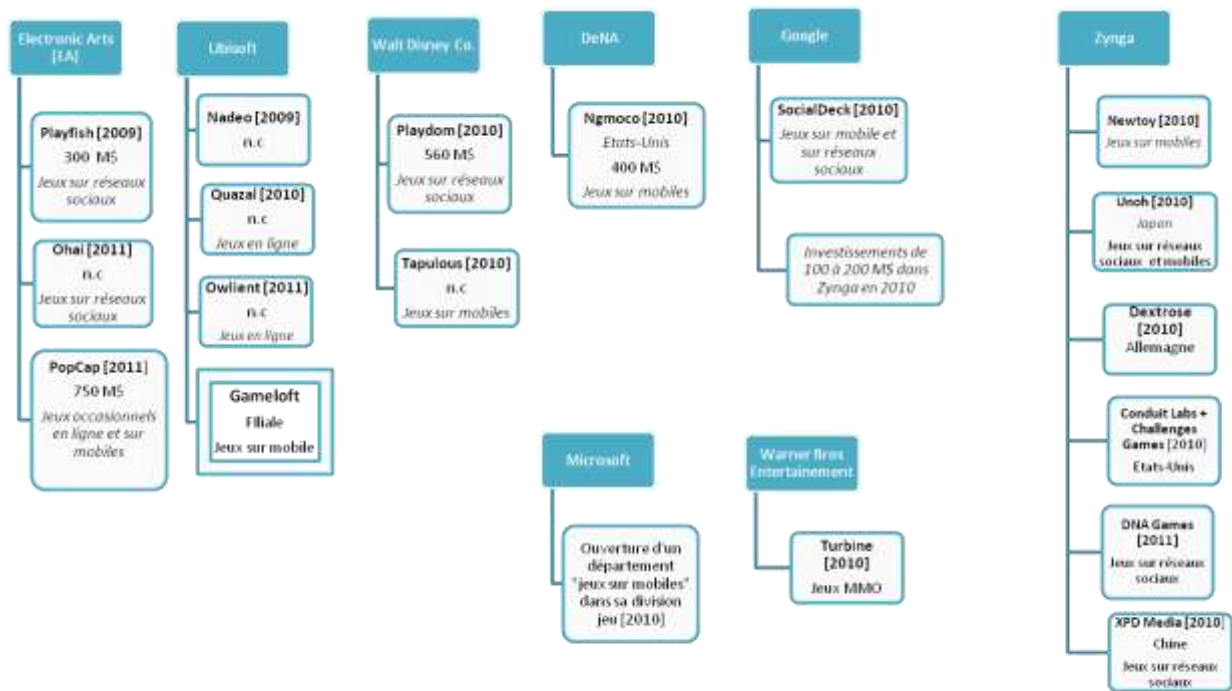 Electronic Arts
[EA]
Playfish [2009]
300 M$
Jeux sur réseaux
sociaux
Ohai [2011]
n.c
Jeux sur réseaux
sociaux
PopCap [2011]
750 M$
Jeux occasionnels
en ligne et sur
mobiles
Ubisoft
Nadeo [2009]
n.c
Quazal [2010]
n.c
Jeux en ligne
Owlient [2011]
n.c
Jeux en ligne
Gameloft
Filiale
Jeux sur mobile
Walt Disney Co.
Playdom [2010]
560 M$
Jeux sur réseaux
sociaux
Tapulous [2010]
n.c
Jeux sur mobiles
DeNA
Ngmoco [2010]
Etats-Unis
400 M$
Jeux sur mobiles
Google
SocialDeck [2010]
Jeux sur mobile et
sur réseaux
sociaux
Investissements de
100 à 200 M$ dans
Zynga en 2010
Microsoft
Ouverture d'un
département
"jeux sur mobiles"
dans sa division
jeu [2010]
Warner Bros
Entertainement
Turbine
[2010]
Jeux MMO
Zynga
Newtoy [2010]
Jeux sur mobiles
Unoh [2010]
Japan
Jeux sur réseaux
sociaux et mobiles
Dextrose
[2010]
Allemagne
Conduit Labs +
Challenges
Games [2010]
Etats-Unis
DNA Games
[2011]
Jeux sur réseaux
sociaux
XPD Media [2010]
Chine
Jeux sur réseaux
sociaux